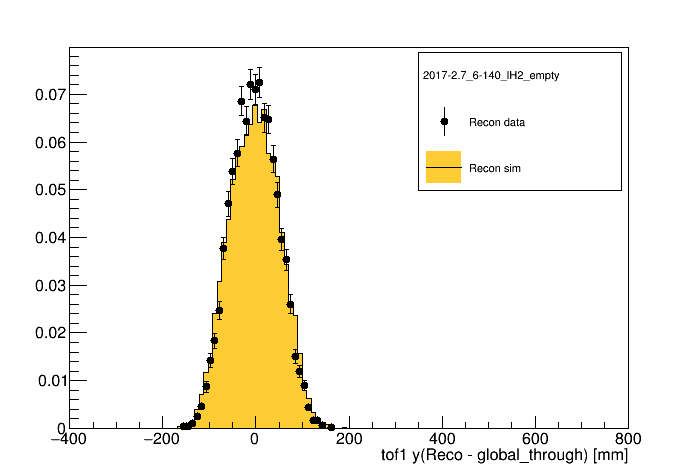 2017-2.7_6-140_lH2_empty
Recon data
Recon sim
0.07
0.06
0.05
0.04
0.03
0.02
0.01
0
−400 −200 0 200 400 600 800
tof1 y(Reco - global_through) [mm]